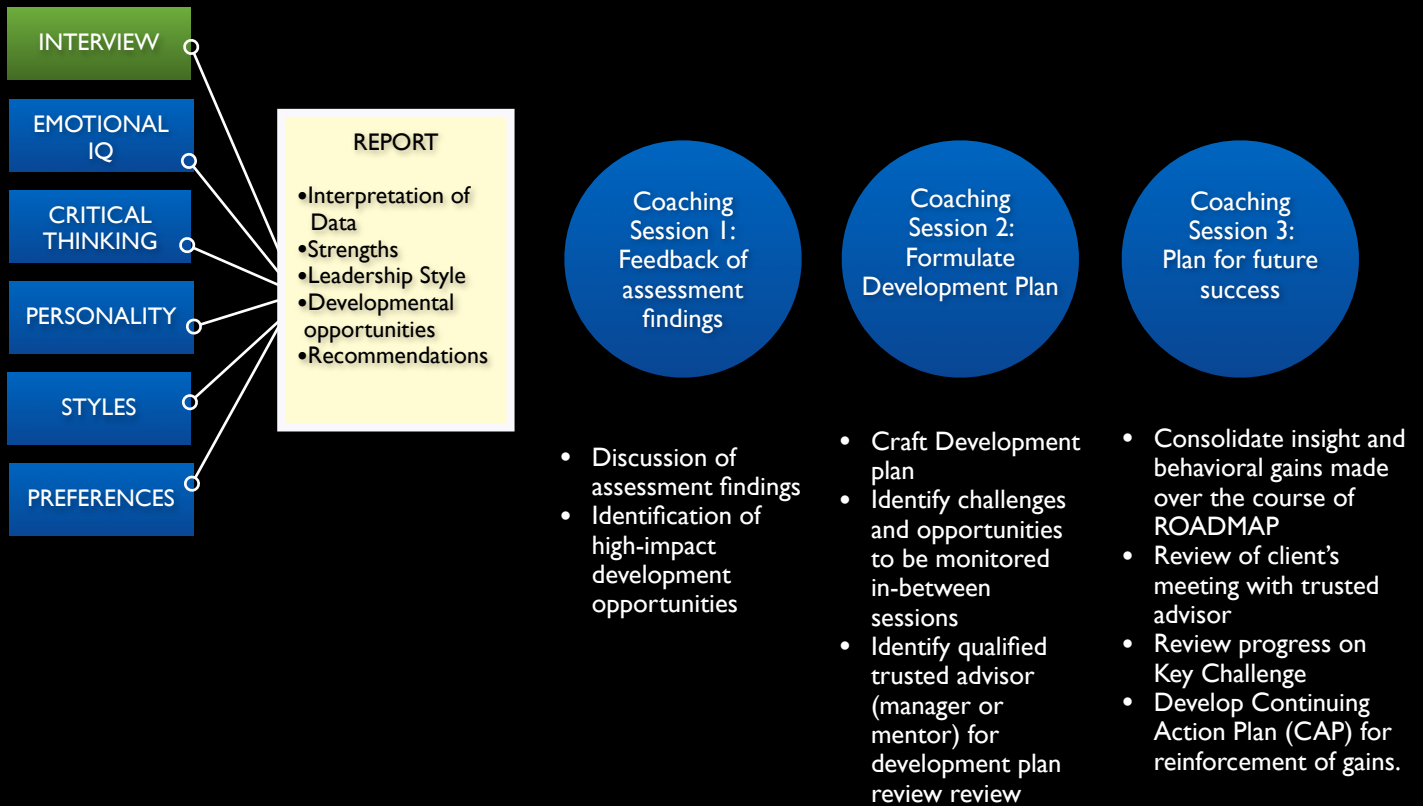 INTERVIEW
EMOTIONAL
IQ
CRITICAL
THINKING
PERSONALITY
STYLES
PREFERENCES
REPORT
•Interpretation of
Data
•Strengths
•Leadership Style
•Developmental
opportunities
•Recommendations
Coaching
Session 1:
Feedback of
assessment
findings
• Discussion of
assessment findings
• Identification of
high-impact
development
opportunities
Coaching
Session 2:
Formulate
Development Plan
• Craft Development
plan
• Identify challenges
and opportunities
to be monitored
in-between
sessions
• Identify qualified
trusted advisor
(manager or
mentor) for
development plan
review review
Coaching
Session 3:
Plan for future
success
• Consolidate insight and
behavioral gains made
over the course of
ROADMAP
• Review of client’s
meeting with trusted
advisor
• Review progress on
Key Challenge
• Develop Continuing
Action Plan (CAP) for
reinforcement of gains.